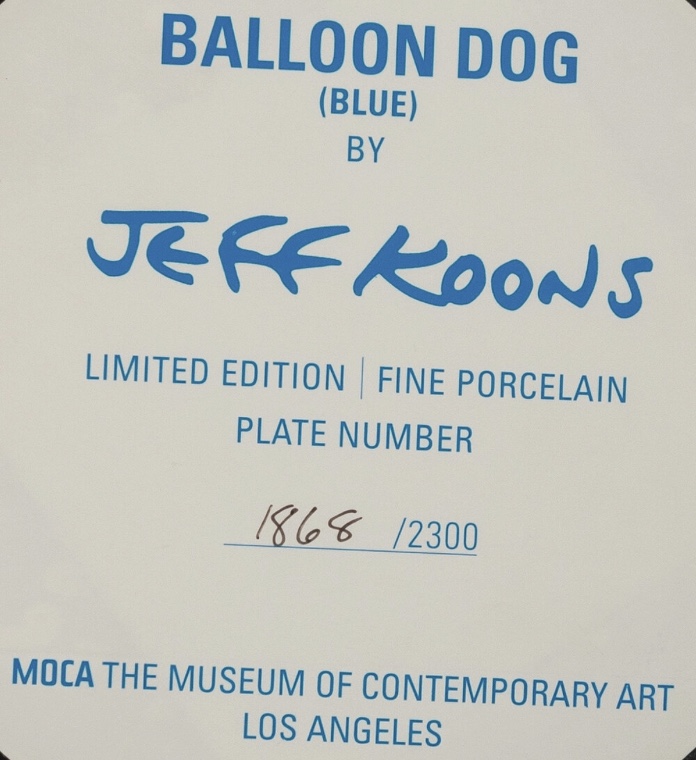 BALLOON DOG
(BLUE)
BY
JEFF KOONS
LIMITED EDITION | FINE PORCELAIN
PLATE NUMBER
1868 /2300
MOCA THE MUSEUM OF CONTEMPORARY ART
LOS ANGELES